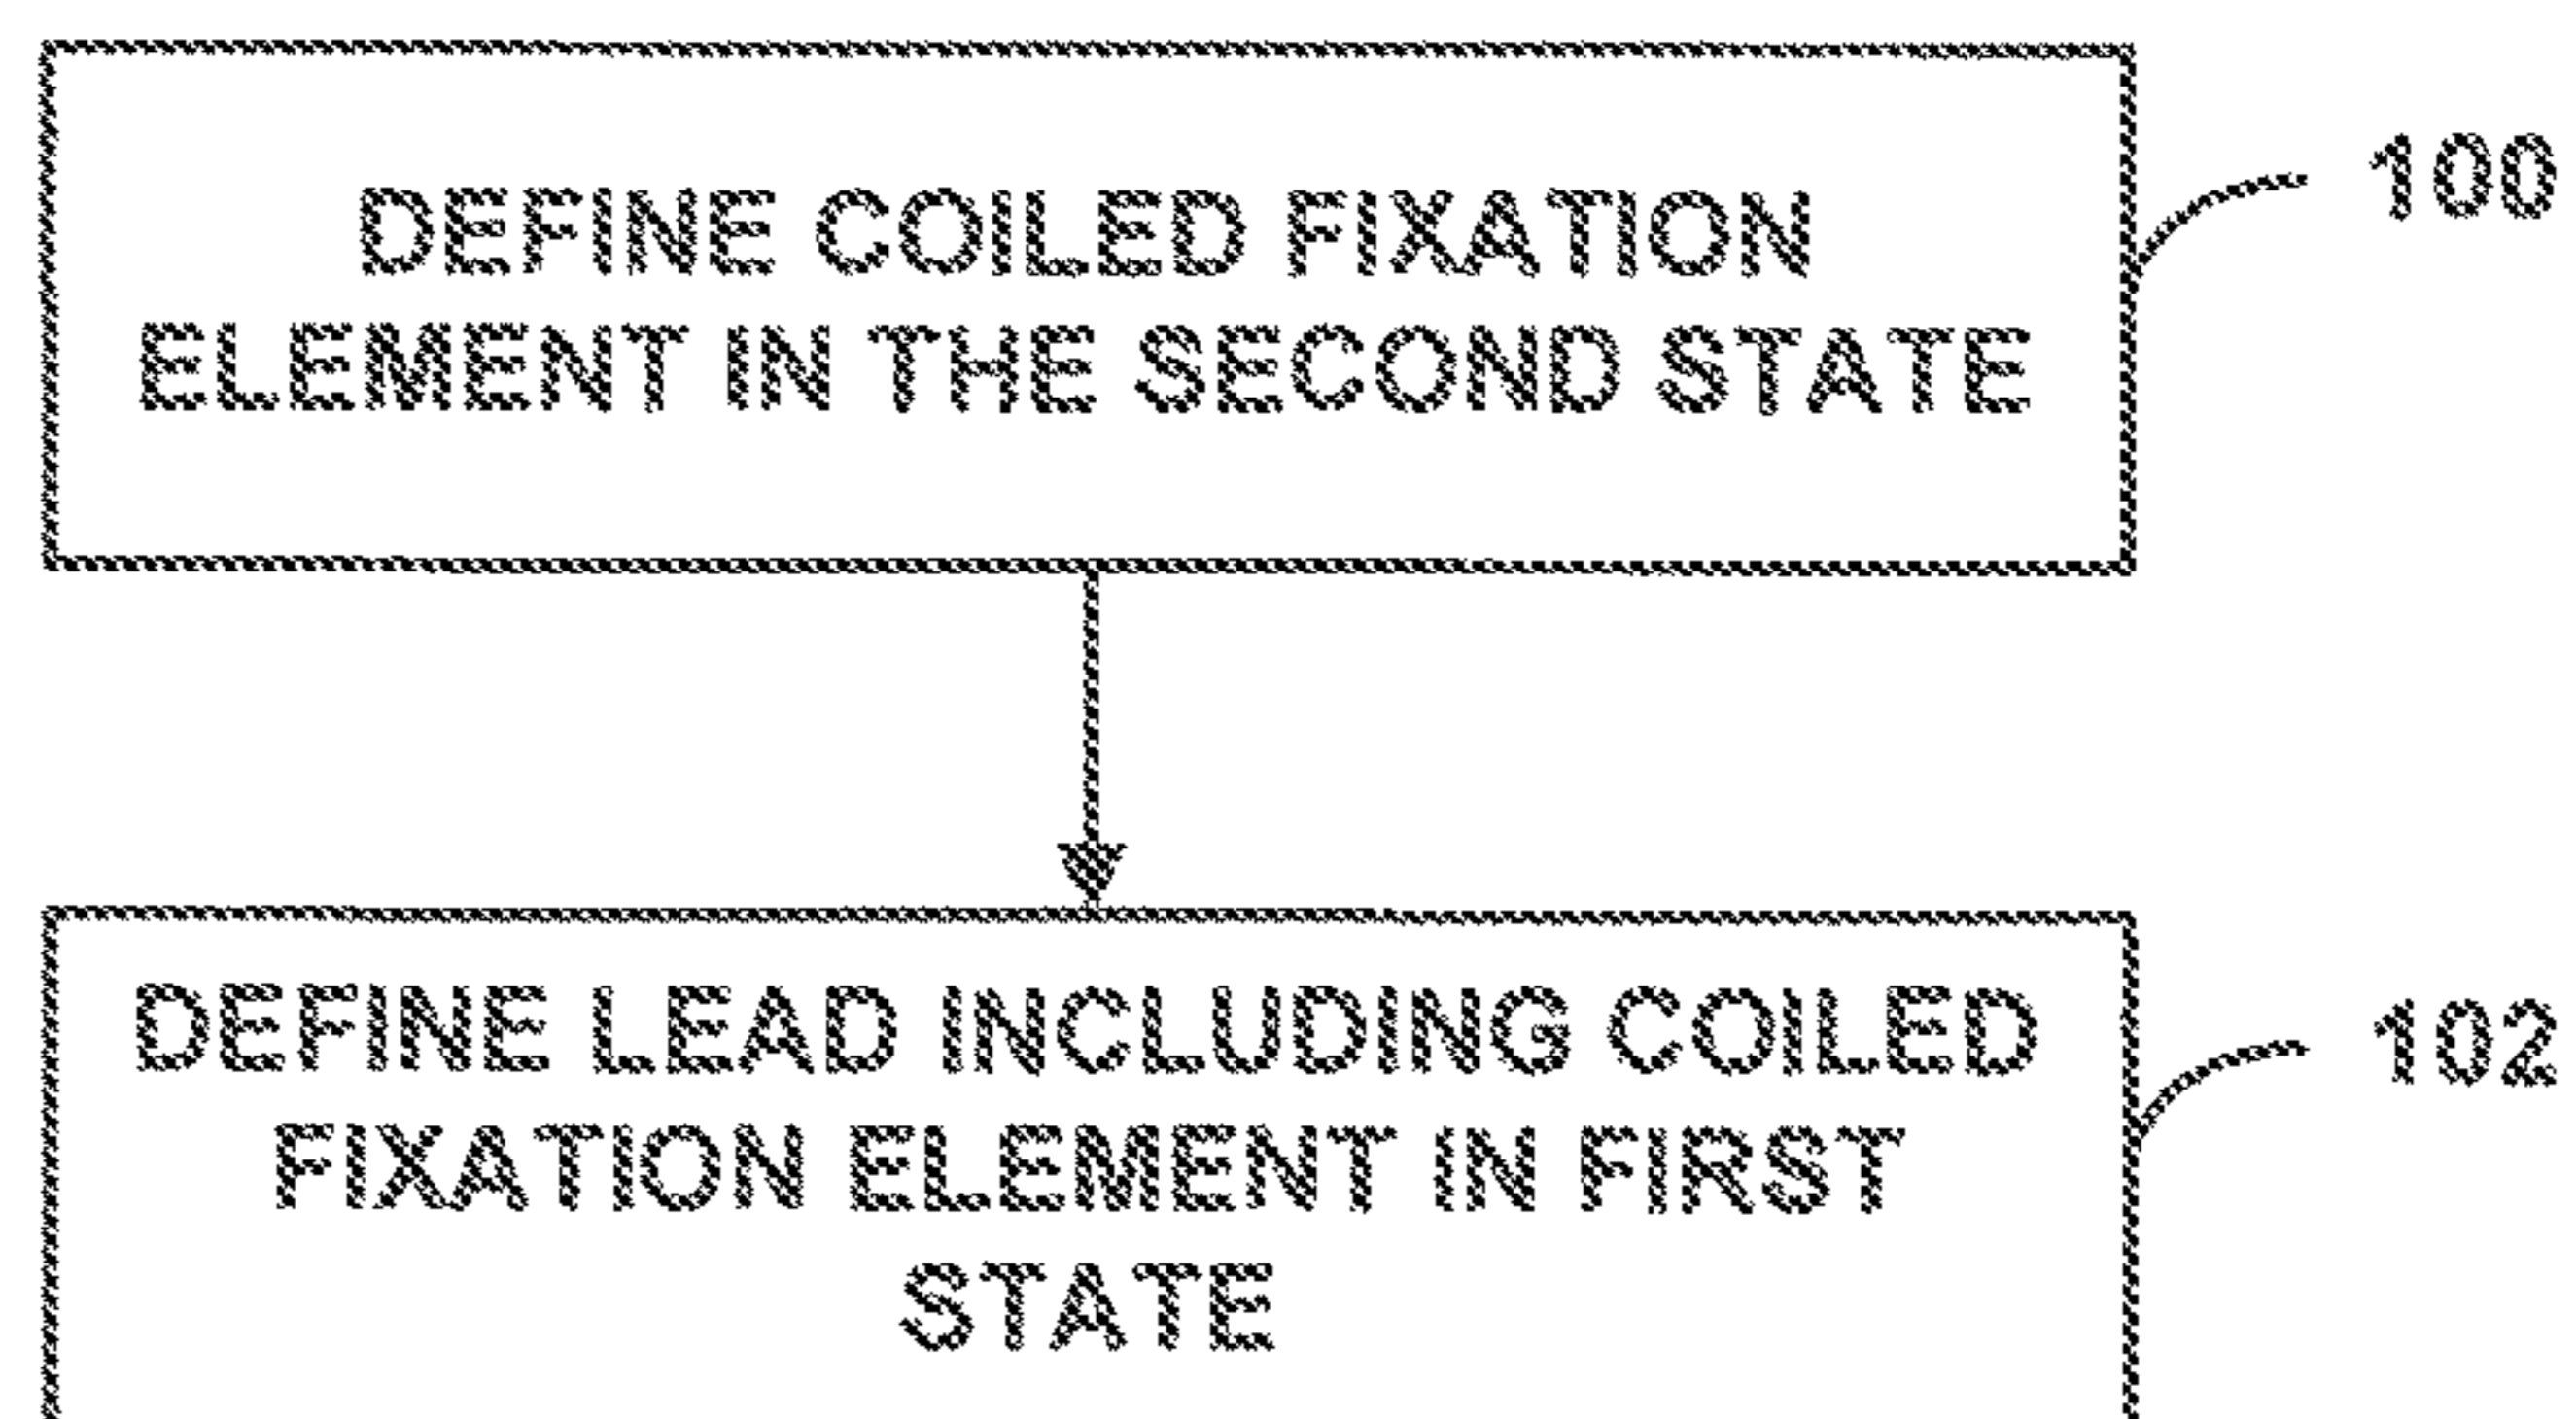 DEFINE COILED FIXATION
ELEMENT IN THE SECOND STATE
100
DEFINE LEAD INCLUDING COILED
FIXATION ELEMENT IN FIRST
STATE
102